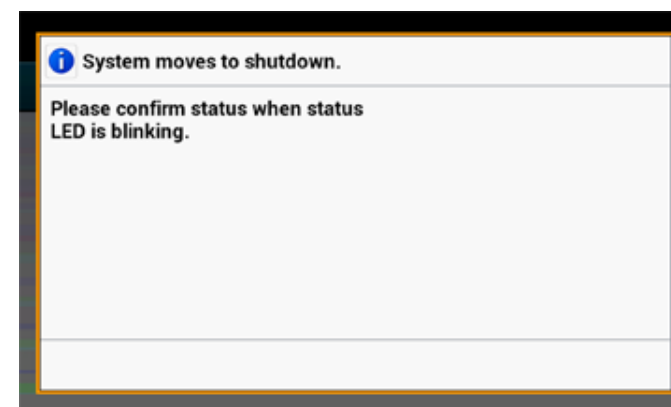 System moves to shutdown.
Please confirm status when status
LED is blinking.